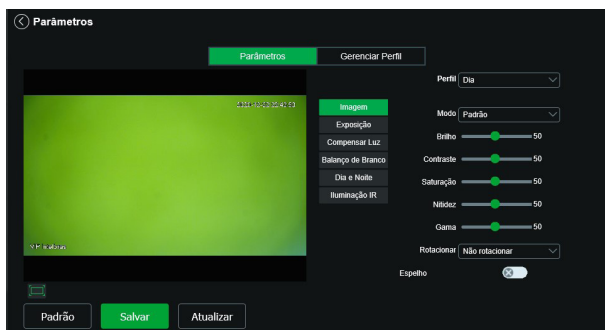 Parâmetros
Parâmetros Gerenciar Perfil
Perfil Dia
Imagem
Exposição
Compensar Luz
Balanço de Branco
Dia e Noite
Iluminação IR
Modo Padrão
Brilho 50
Contraste 50
Saturação 50
Nitidez 50
Gama 50
Rotacionar Não rotacionar
Espelho
Padrão Salvar Atualizar